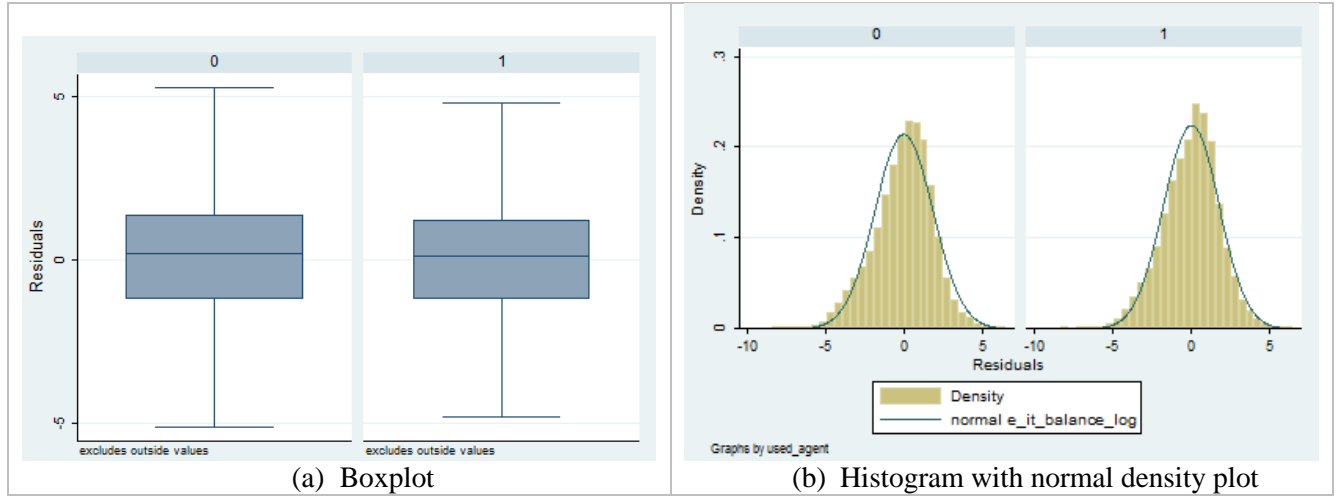 0
1
5
0
-5
Residuals
excludes outside values
excludes outside values
(a) Boxplot
0
1
.3
.2
.1
0
Density
-10
-5
0
5
-10
-5
0
5
Residuals
Density
normal e_it_balance_log
Graphs by used_agent
(b) Histogram with normal density plot